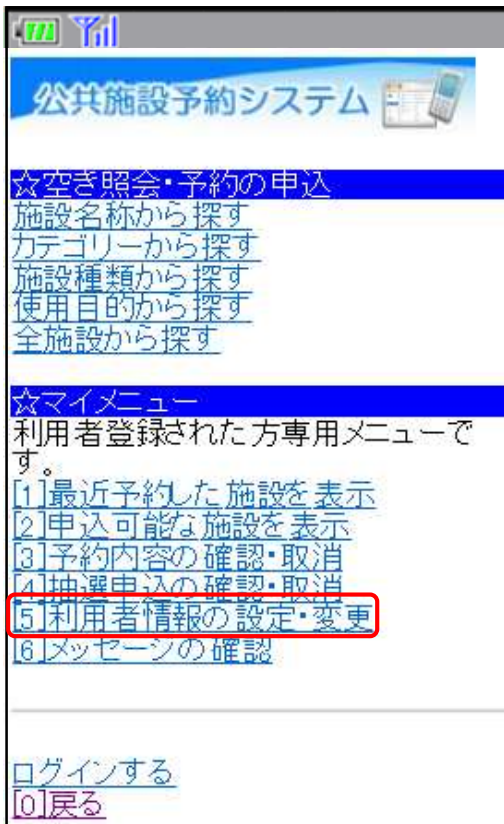 公共施設予約システム
☆空き照会・予約の申込
施設名称から探す
カテゴリーから探す
施設種類から探す
使用目的から探す
全施設から探す
☆マイメニュー
利用者登録された方専用メニューで
す。
[1]最近予約した施設を表示
[2]申込可能な施設を表示
[3]予約内容の確認・取消
[4]抽選申込の確認・取消
[5]利用者情報の設定・変更
[6]メッセージの確認
ログインする
[0]戻る